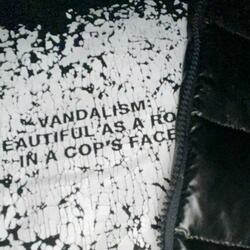 VANDALISM:
EAUTIFUL AS A RO
IN A COP'S FACE